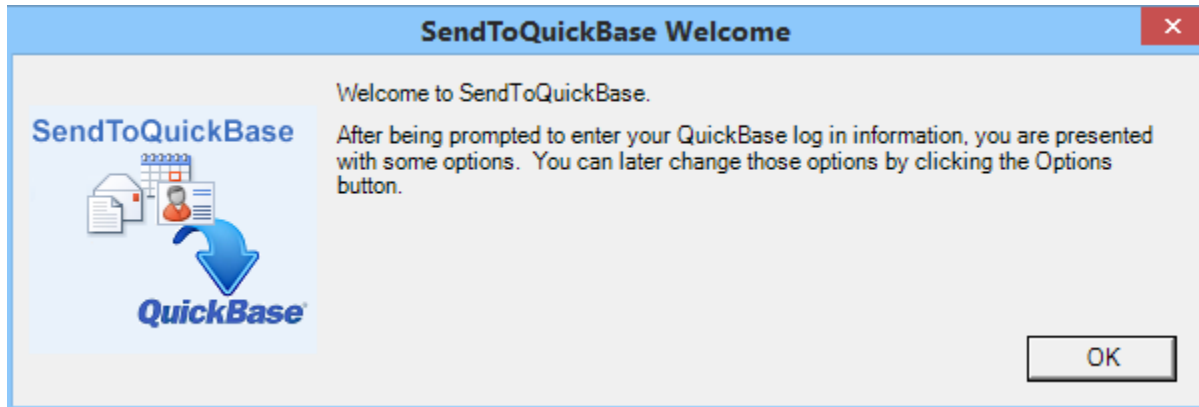 SendToQuickBase Welcome
Welcome to SendToQuickBase.
SendToQuickBase
After being prompted to enter your QuickBase log in information, you are presented
with some options.  You can later change those options by clicking the Options
button.
QuickBase
OK